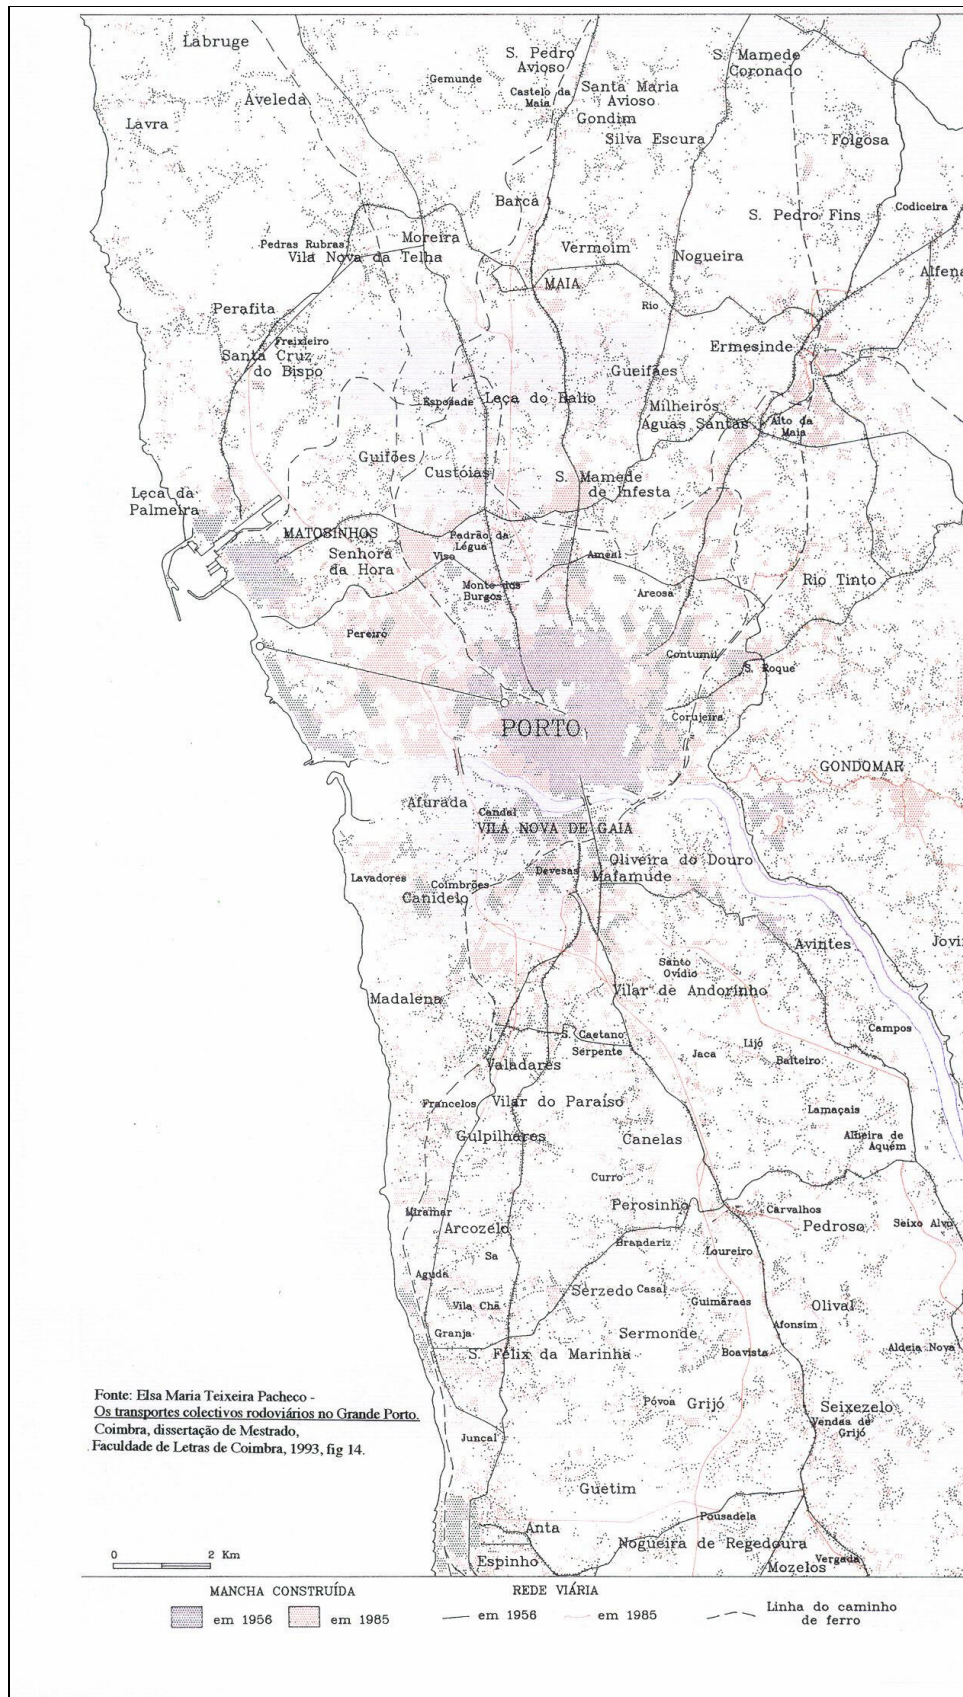 Labruge
S. Pedro
Avioso
S. Mamede
Coronado
Gemunde
Castelo da
Maia
Santa Maria
Avioso
Aveleda
Gondim
Lavra
Silva Escura
Folgosa
Barca
S. Pedro Fins
Codiceira
Moreira
Pedras Rubras
Vila Nova da Telha
Vermoim
Nogueira
Alfena
MAIA
Perafita
Rio
Freixieiro
Santa Cruz
do Bispo
Ermesinde
Gueifães
Esposade
Leça do Balio
Milheirós
Aguas Santas
Alto da
Maia
Guifões
Custóias
S. Mamede
de Infesta
Leça da
Palmeira
MATOSINHOS
Padrão da
Légua
Senhora
da Hora
Viso
Ameal
Monte dos
Burgos
Areosa
Rio Tinto
Pereiro
Contumil
S. Roque
Corujeira
PORTO
GONDOMAR
Afurada
Candal
VILA NOVA DE GAIA
Oliveira do Douro
Devesas
Mafamude
Lavadores
Coimbrões
Canidelo
Avintes
Jovi
Santo
Ovídio
Vilar de Andorinho
Madalena
Campos
S. Caetano
Serpente
Jaca
Lijó
Balteiro
Valadares
Francelos
Vilar do Paraíso
Lamaçais
Gulpilhares
Canelas
Alheira de
Aquém
Curro
Miramar
Perosinho
Carvalhos
Arcozelo
Pedroso
Seixo Alvo
Branderiz
Loureiro
Sa
Aguda
Serzedo
Casal
Guimarães
Olival
Vila Chã
Afonsim
Granja
Sermonde
S. Félix da Marinha
Boavista
Aldeia Nova
Fonte: Elsa Maria Teixeira Pacheco -
Os transportes colectivos rodoviários no Grande Porto.
Coimbra, dissertação de Mestrado,
Faculdade de Letras de Coimbra, 1993, fig 14.
Póvoa
Grijó
Seixezelo
Vendas de
Grijó
Juncal
Guetim
Pousadela
Anta
Nogueira de Regedoura
Espinho
Mozelos
Vergada
0 2 Km
MANCHA CONSTRUÍDA
REDE VIÁRIA
em 1956
em 1985
em 1956
em 1985
Linha do caminho
de ferro